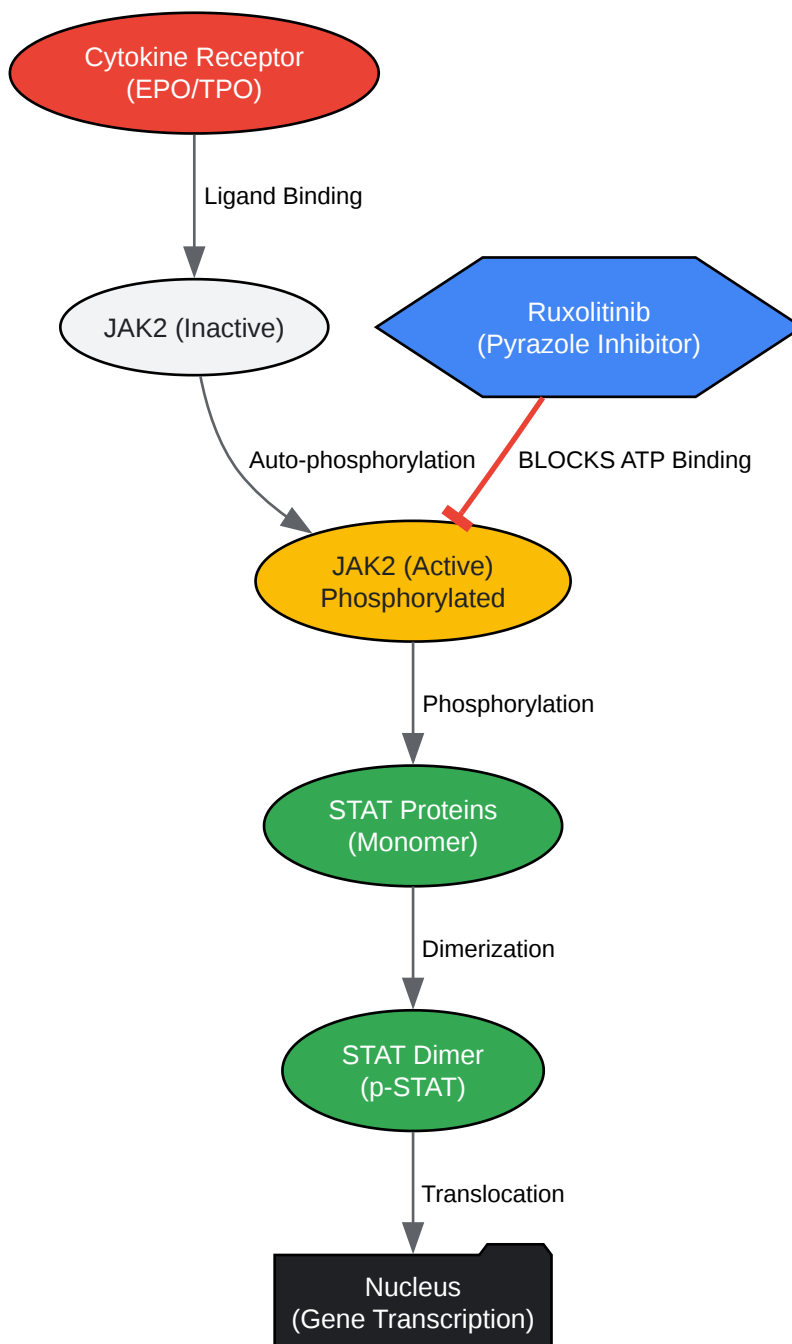 Cytokine Receptor
(EPO/TPO)
Ligand Binding
JAK2 (Inactive)
Ruxolitinib
(Pyrazole Inhibitor)
Auto-phosphorylation
BLOCKS ATP Binding
JAK2 (Active)
Phosphorylated
Phosphorylation
STAT Proteins
(Monomer)
Dimerization
STAT Dimer
(p-STAT)
Translocation
Nucleus
(Gene Transcription)